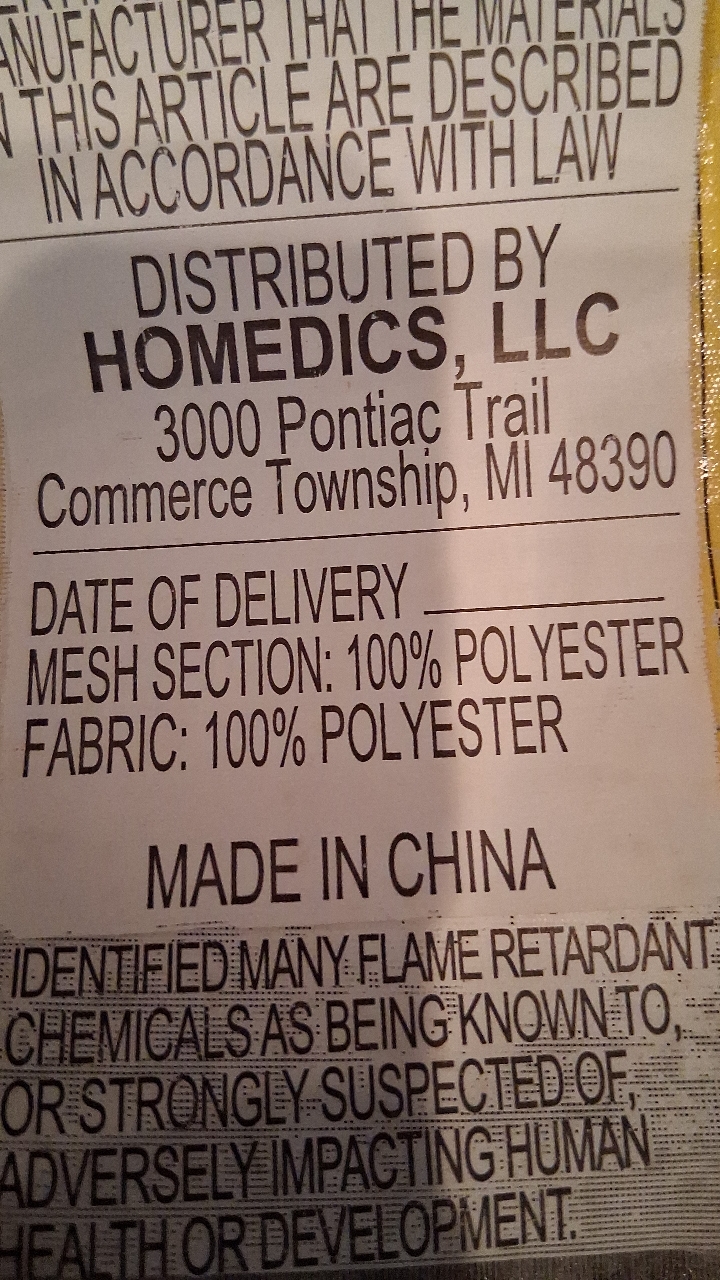 MANUFACTURER THAT THE MATERIALS
THIS ARTICLE ARE DESCRIBED
IN ACCORDANCE WITH LAW
DISTRIBUTED BY
HOMEDICS, LLC
3000 Pontiac Trail
Commerce Township, MI 48390
DATE OF DELIVERY
MESH SECTION: 100% POLYESTER
FABRIC: 100% POLYESTER
MADE IN CHINA
IDENTIFIED MANY FLAME RETARDANT
CHEMICALS AS BEING KNOWN TO,
OR STRONGLY SUSPECTED OF,
ADVERSELY IMPACTING HUMAN
HEALTH OR DEVELOPMENT.